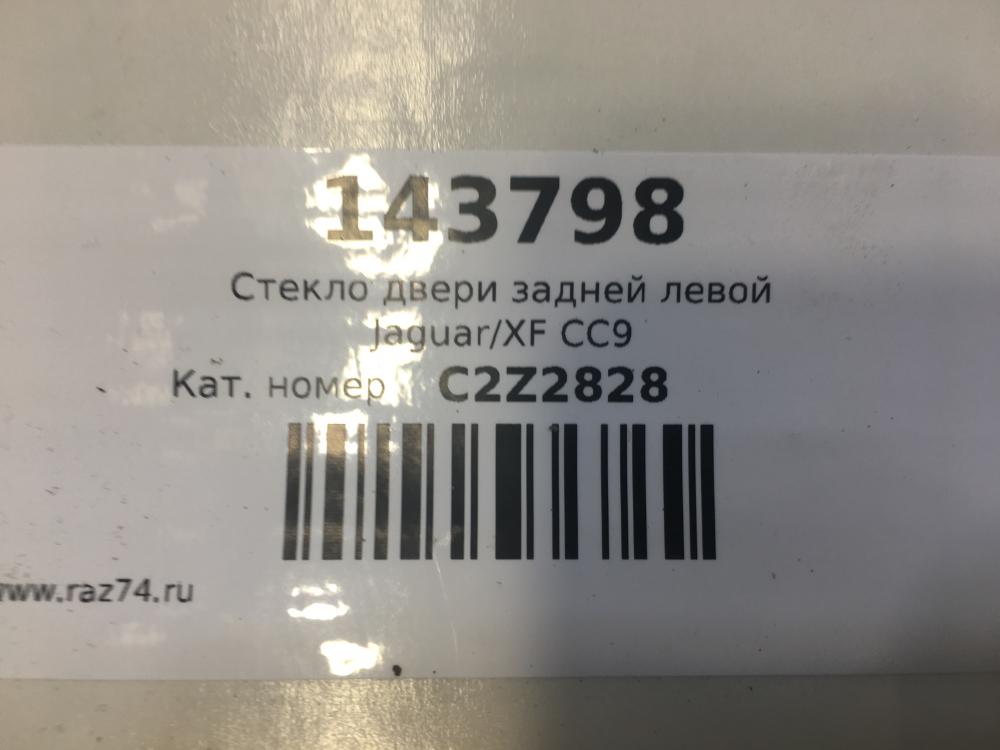 143798
Стекло двери задней левой
Jaguar/XF CC9
Кат. номер C2Z2828
www.raz74.ru